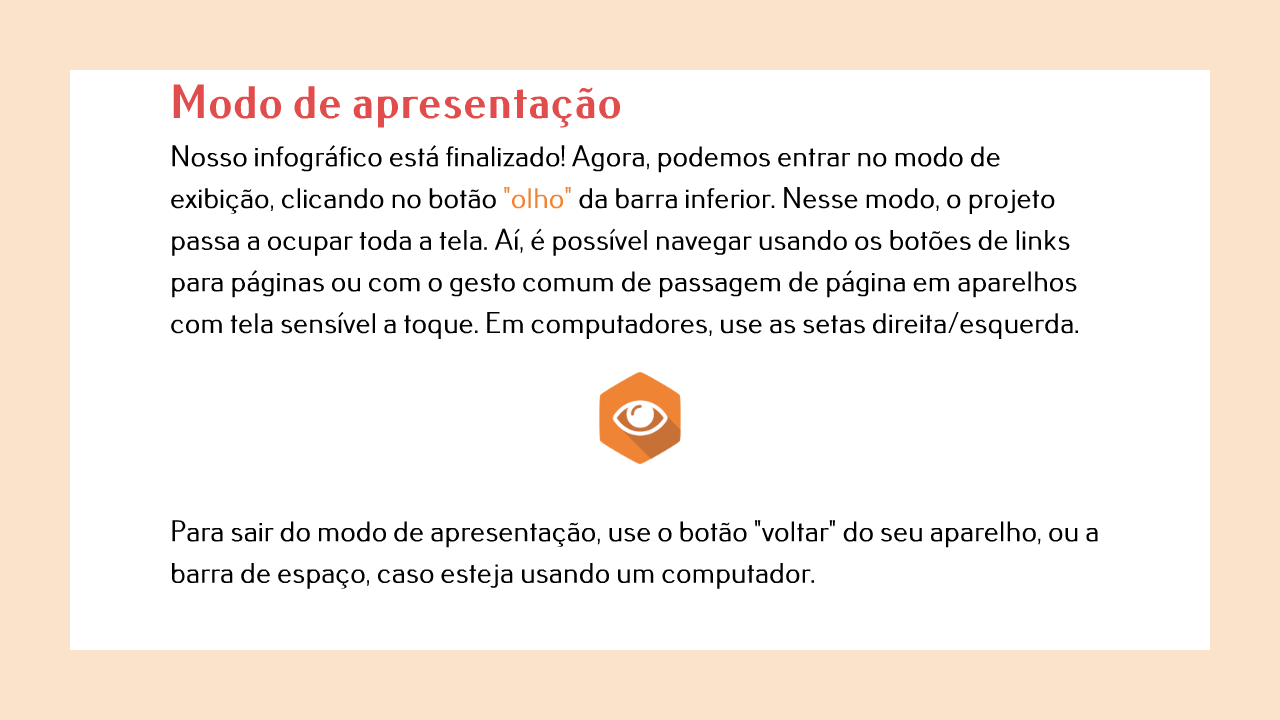 Modo de apresentação
Nosso infográfico está finalizado! Agora, podemos entrar no modo de
exibição, clicando no botão "olho" da barra inferior. Nesse modo, o projeto
passa a ocupar toda a tela. Aí, é possível navegar usando os botões de links
para páginas ou com o gesto comum de passagem de página em aparelhos
com tela sensível a toque. Em computadores, use as setas direita/esquerda.
Para sair do modo de apresentação, use o botão "voltar" do seu aparelho, ou a
barra de espaço, caso esteja usando um computador.